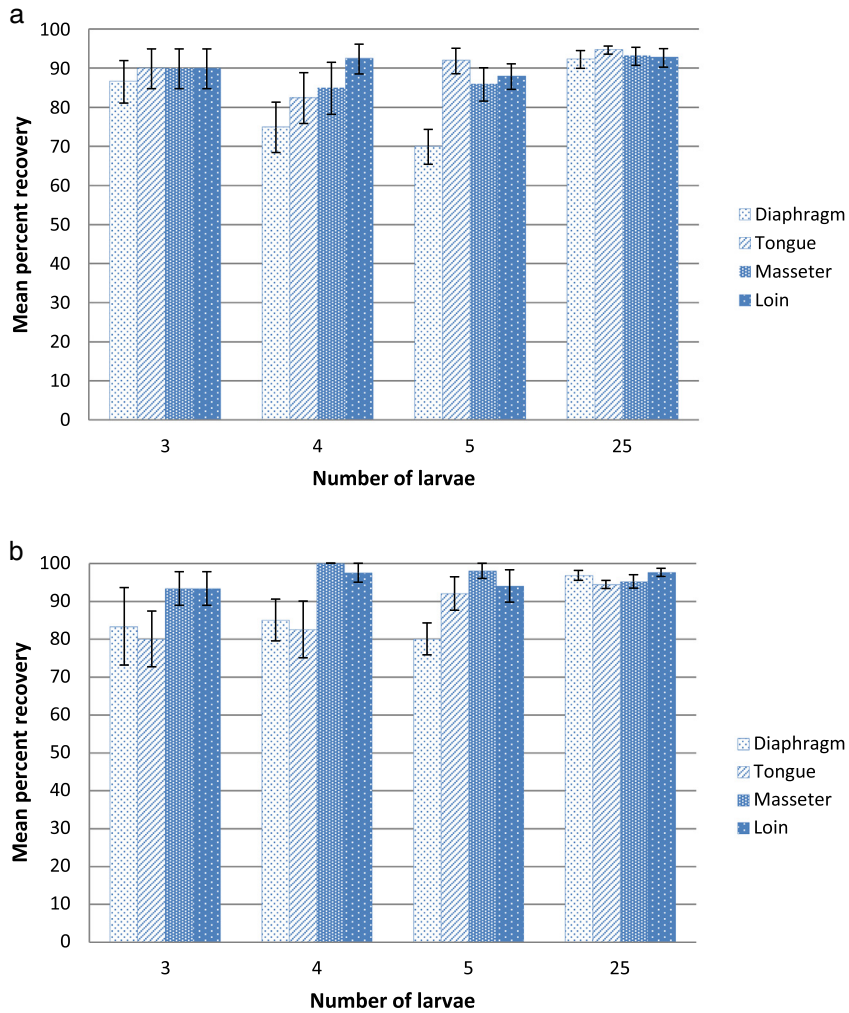 a
100
90
80
70
60
50
40
30
20
10
0
Mean percent recovery
3 4 5 25
Number of larvae
Diaphragm
Tongue
Masseter
Loin
b
100
90
80
70
60
50
40
30
20
10
0
Mean percent recovery
3 4 5 25
Number of larvae
Diaphragm
Tongue
Masseter
Loin